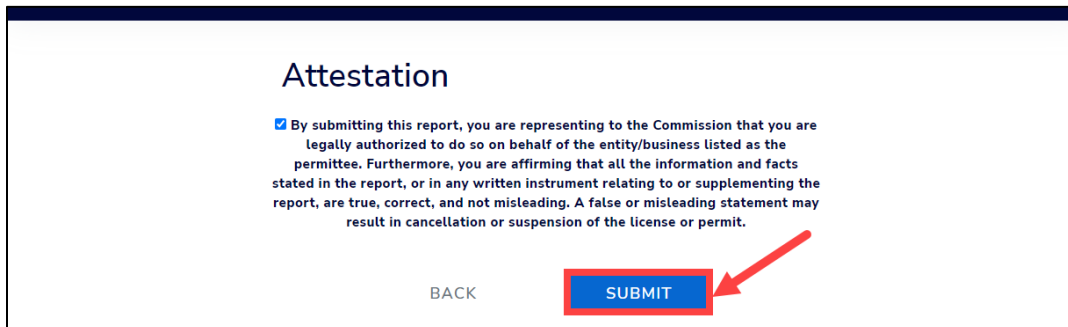 Attestation
By submitting this report, you are representing to the Commission that you are
legally authorized to do so on behalf of the entity/business listed as the
permittee. Furthermore, you are affirming that all the information and facts
stated in the report, or in any written instrument relating to or supplementing the
report, are true, correct, and not misleading. A false or misleading statement may
result in cancellation or suspension of the license or permit.
BACK SUBMIT